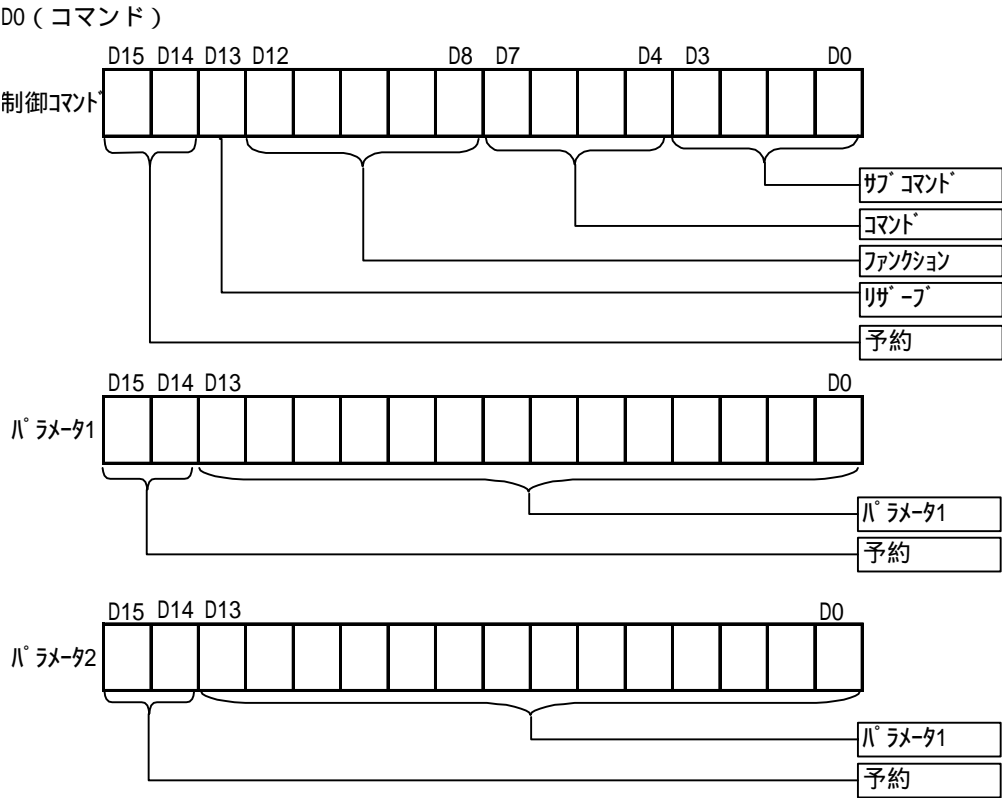 D0(コマンド)
D15 D14 D13 D12 D8 D7 D4 D3 D0
制御ｺﾏﾝﾄﾞ
ｻﾌﾞｺﾏﾝﾄﾞ
ｺﾏﾝﾄﾞ
ﾌｧﾝｸｼｮﾝ
ﾘｻﾞｰﾌﾞ
予約
D15 D14 D13 D0
ﾊﾟﾗﾒｰﾀ1
ﾊﾟﾗﾒｰﾀ1
予約
D15 D14 D13 D0
ﾊﾟﾗﾒｰﾀ2
ﾊﾟﾗﾒｰﾀ1
予約